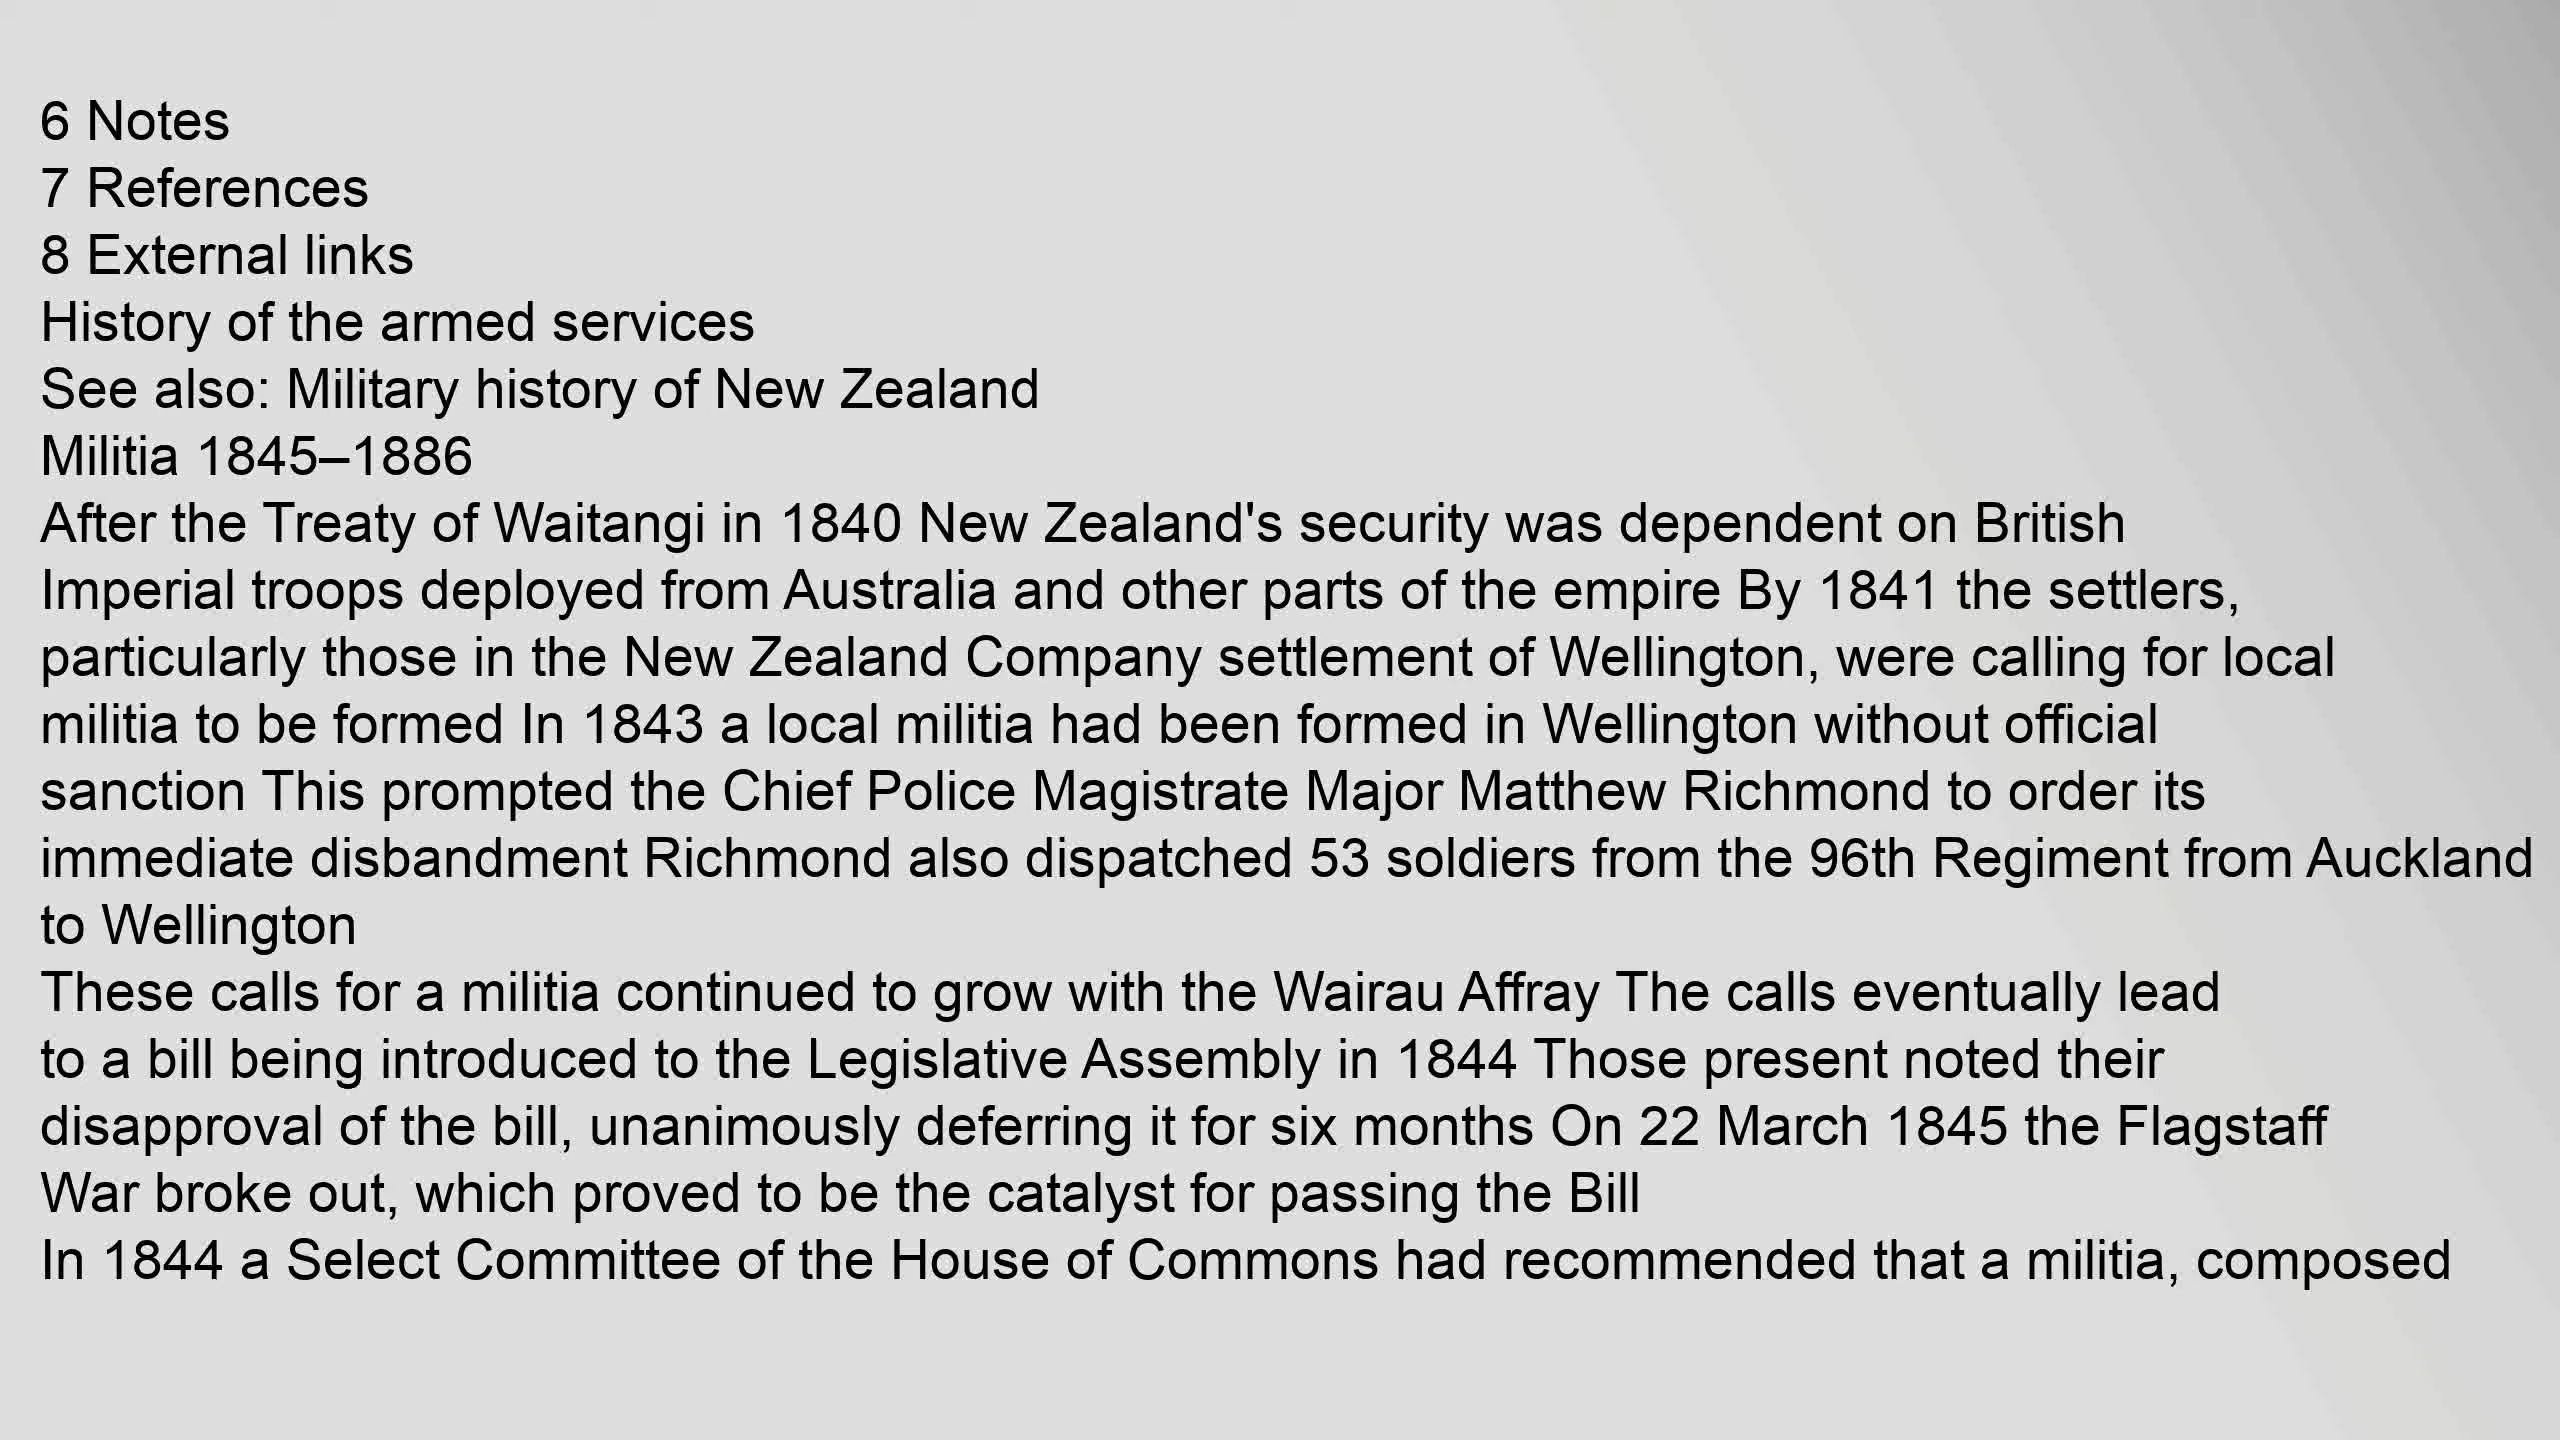 6 Notes
7 References
8 External links
History of the armed services
See also: Military history of New Zealand
Militia 1845–1886
After the Treaty of Waitangi in 1840 New Zealand's security was dependent on British
Imperial troops deployed from Australia and other parts of the empire By 1841 the settlers,
particularly those in the New Zealand Company settlement of Wellington, were calling for local
militia to be formed In 1843 a local militia had been formed in Wellington without official
sanction This prompted the Chief Police Magistrate Major Matthew Richmond to order its
immediate disbandment Richmond also dispatched 53 soldiers from the 96th Regiment from Auckland
to Wellington
These calls for a militia continued to grow with the Wairau Affray The calls eventually lead
to a bill being introduced to the Legislative Assembly in 1844 Those present noted their
disapproval of the bill, unanimously deferring it for six months On 22 March 1845 the Flagstaff
War broke out, which proved to be the catalyst for passing the Bill
In 1844 a Select Committee of the House of Commons had recommended that a militia, composed